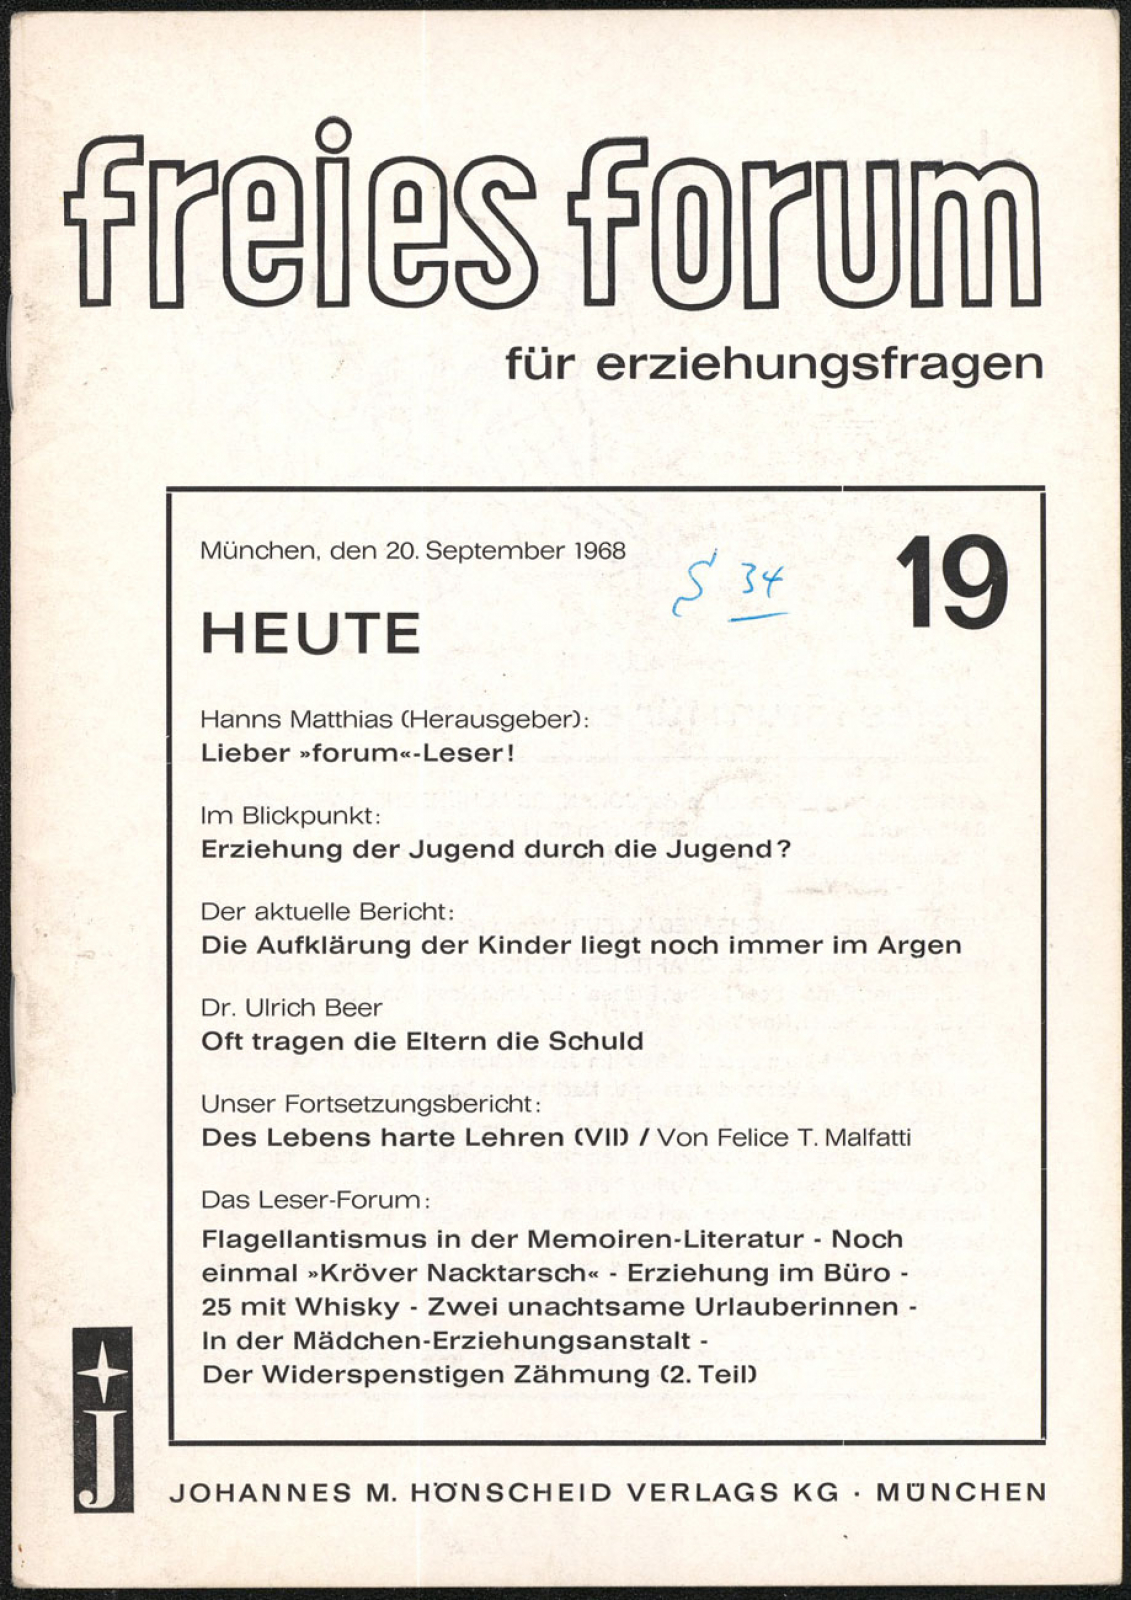 freies forum
für erziehungsfragen
München, den 20. September 1968
§ 34
19
HEUTE
Hanns Matthias (Herausgeber):
Lieber »forum«-Leser!
Im Blickpunkt:
Erziehung der Jugend durch die Jugend?
Der aktuelle Bericht:
Die Aufklärung der Kinder liegt noch immer im Argen
Dr. Ulrich Beer
Oft tragen die Eltern die Schuld
Unser Fortsetzungsbericht:
Des Lebens harte Lehren (VII) / Von Felice T. Malfatti
Das Leser-Forum:
Flagellantismus in der Memoiren-Literatur - Noch
einmal »Kröver Nacktarsch« - Erziehung im Büro -
25 mit Whisky - Zwei unachtsame Urlauberinnen -
In der Mädchen-Erziehungsanstalt -
Der Widerspenstigen Zähmung (2. Teil)
J
JOHANNES M. HÖNSCHEID VERLAGS KG · MÜNCHEN